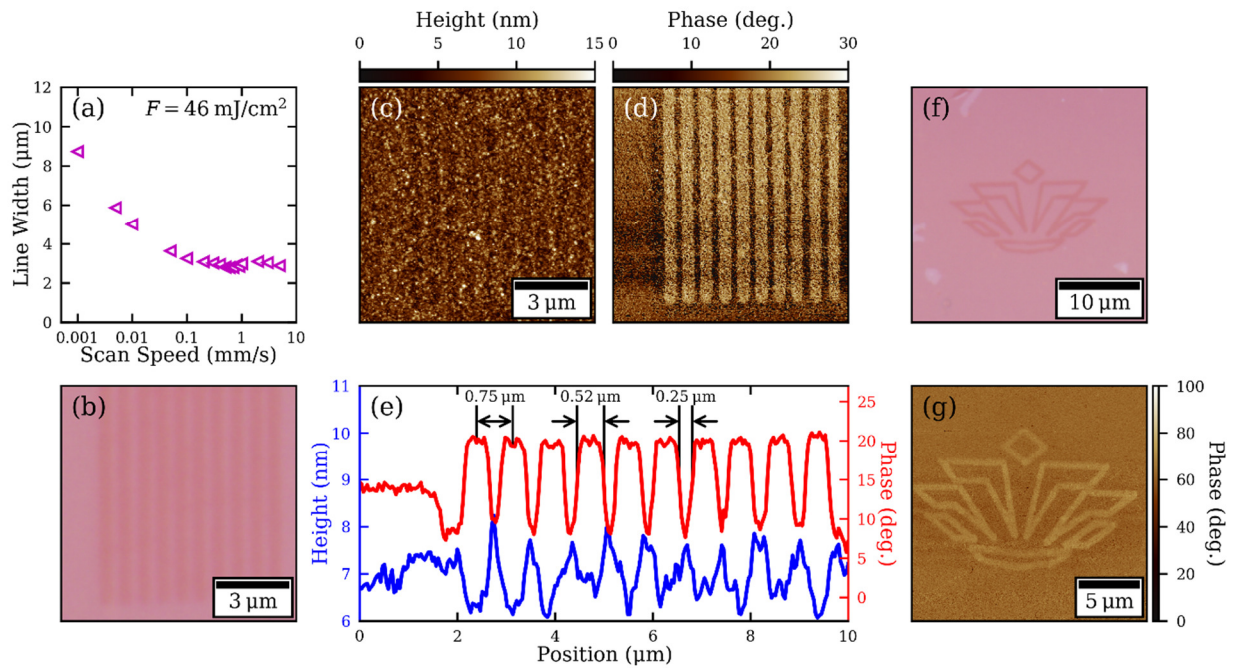 Height (nm)
0 5 10 15
Phase (deg.)
0 10 20 30
(a)
F = 46 mJ/cm²
Line Width (μm)
12
10
8
6
4
2
0
0.001 0.01 0.1 1 10
Scan Speed (mm/s)
(c)
3 μm
(d)
3 μm
(f)
10 μm
(b)
3 μm
(e)
0.75 μm 0.52 μm 0.25 μm
Height (nm)
11
10
9
8
7
6
0 2 4 6 8 10
Position (μm)
25
20
15
10
5
0
Phase (deg.)
(g)
5 μm
100
80
60
40
20
0
Phase (deg.)